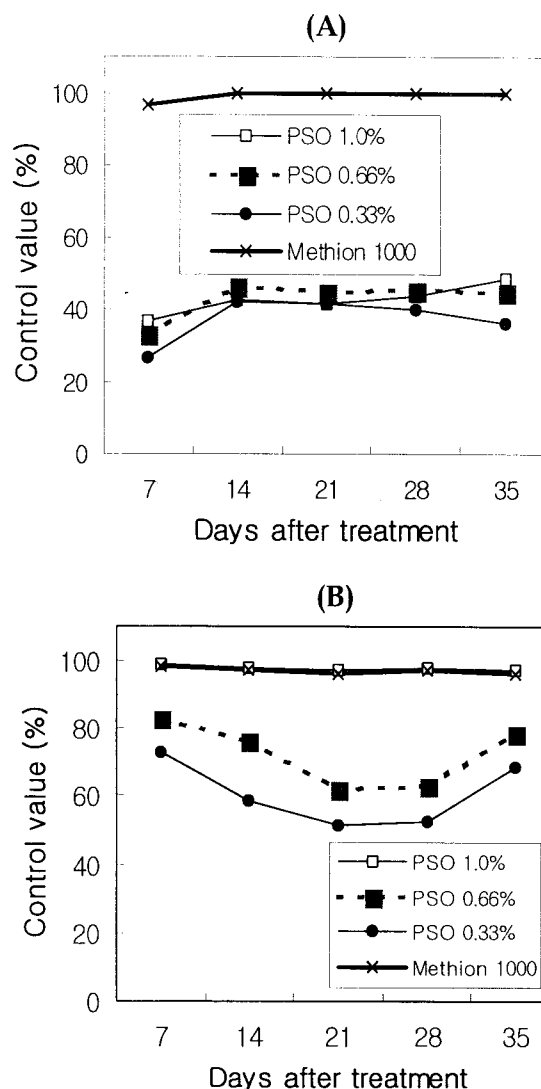 (A)
Control value (%)
100
80
60
40
20
0
PSO 1.0%
PSO 0.66%
PSO 0.33%
Methion 1000
7 14 21 28 35
Days after treatment
(B)
Control value (%)
100
80
60
40
20
0
PSO 1.0%
PSO 0.66%
PSO 0.33%
Methion 1000
7 14 21 28 35
Days after treatment